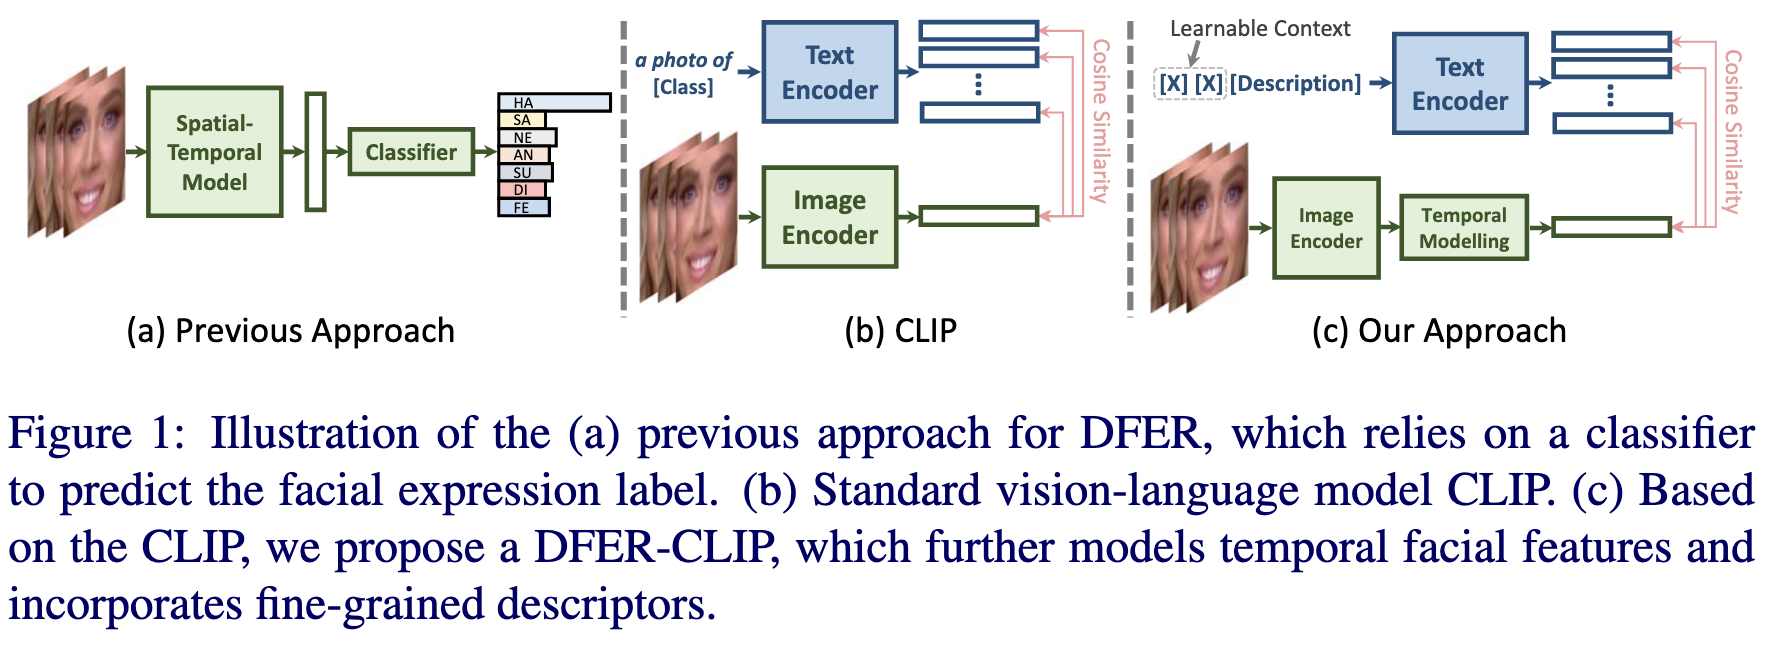 Spatial-
Temporal
Model
Classifier
HA
SA
NE
AN
SU
DI
FE
(a) Previous Approach
a photo of
[Class]
Text
Encoder
Image
Encoder
Cosine Similarity
(b) CLIP
Learnable Context
[X] [X] [Description]
Text
Encoder
Image
Encoder
Temporal
Modelling
Cosine Similarity
(c) Our Approach
Figure 1: Illustration of the (a) previous approach for DFER, which relies on a classifier
to predict the facial expression label. (b) Standard vision-language model CLIP. (c) Based
on the CLIP, we propose a DFER-CLIP, which further models temporal facial features and
incorporates fine-grained descriptors.